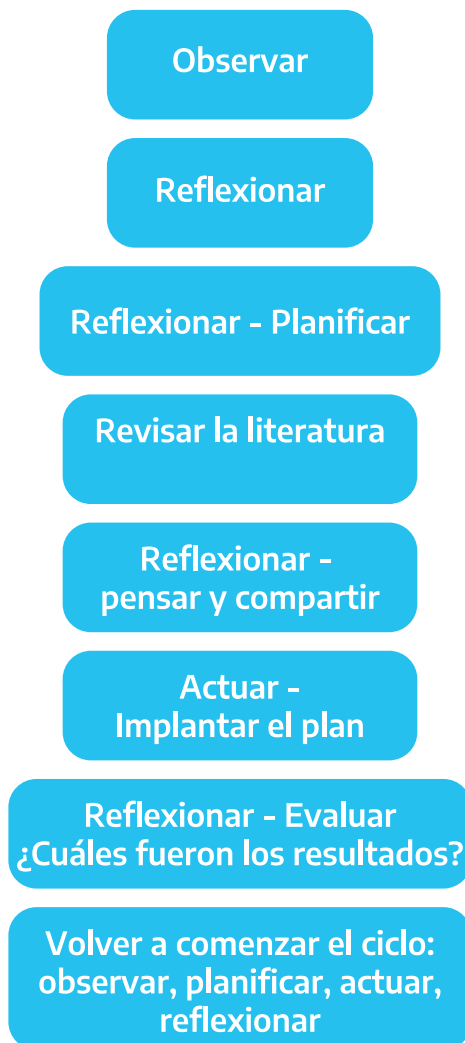 Observar
Reflexionar
Reflexionar - Planificar
Revisar la literatura
Reflexionar -
pensar y compartir
Actuar -
Implantar el plan
Reflexionar - Evaluar
¿Cuáles fueron los resultados?
Volver a comenzar el ciclo:
observar, planificar, actuar,
reflexionar